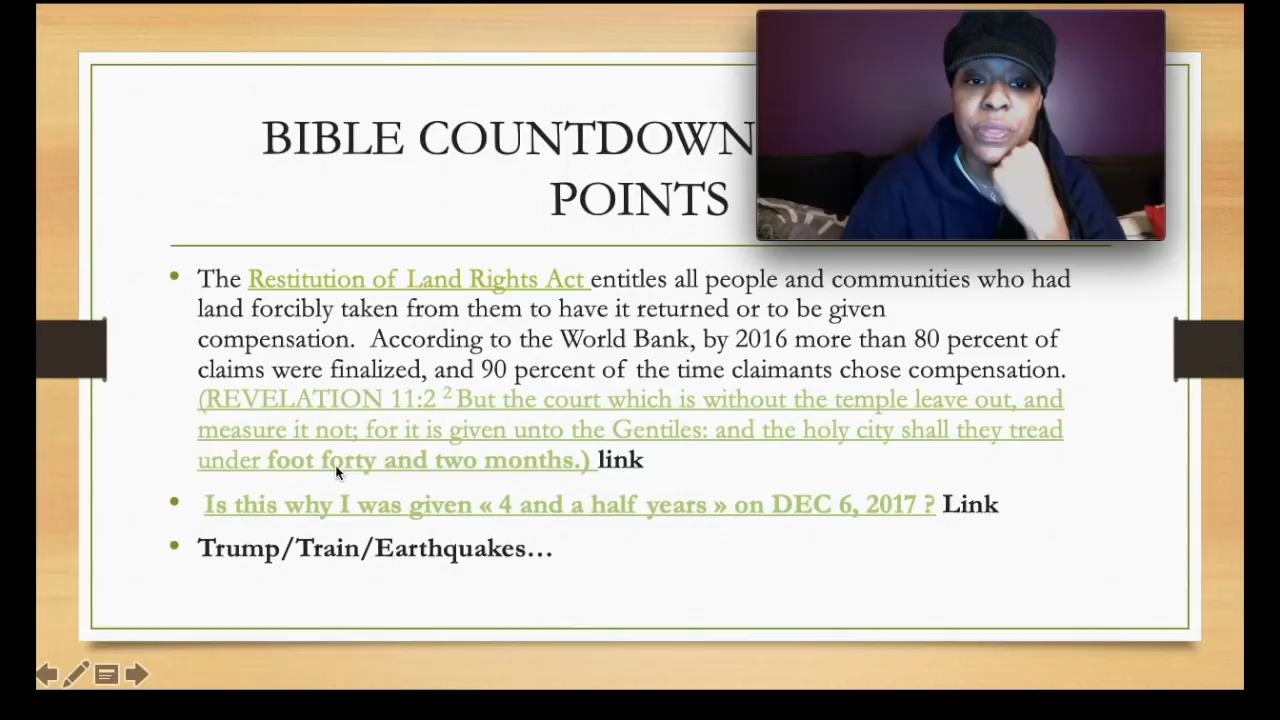 BIBLE COUNTDOWN
POINTS
• The Restitution of Land Rights Act entitles all people and communities who had
land forcibly taken from them to have it returned or to be given
compensation. According to the World Bank, by 2016 more than 80 percent of
claims were finalized, and 90 percent of the time claimants chose compensation.
(REVELATION 11:2 ² But the court which is without the temple leave out, and
measure it not; for it is given unto the Gentiles: and the holy city shall they tread
under foot forty and two months.) link
• Is this why I was given « 4 and a half years » on DEC 6, 2017 ? Link
• Trump/Train/Earthquakes…